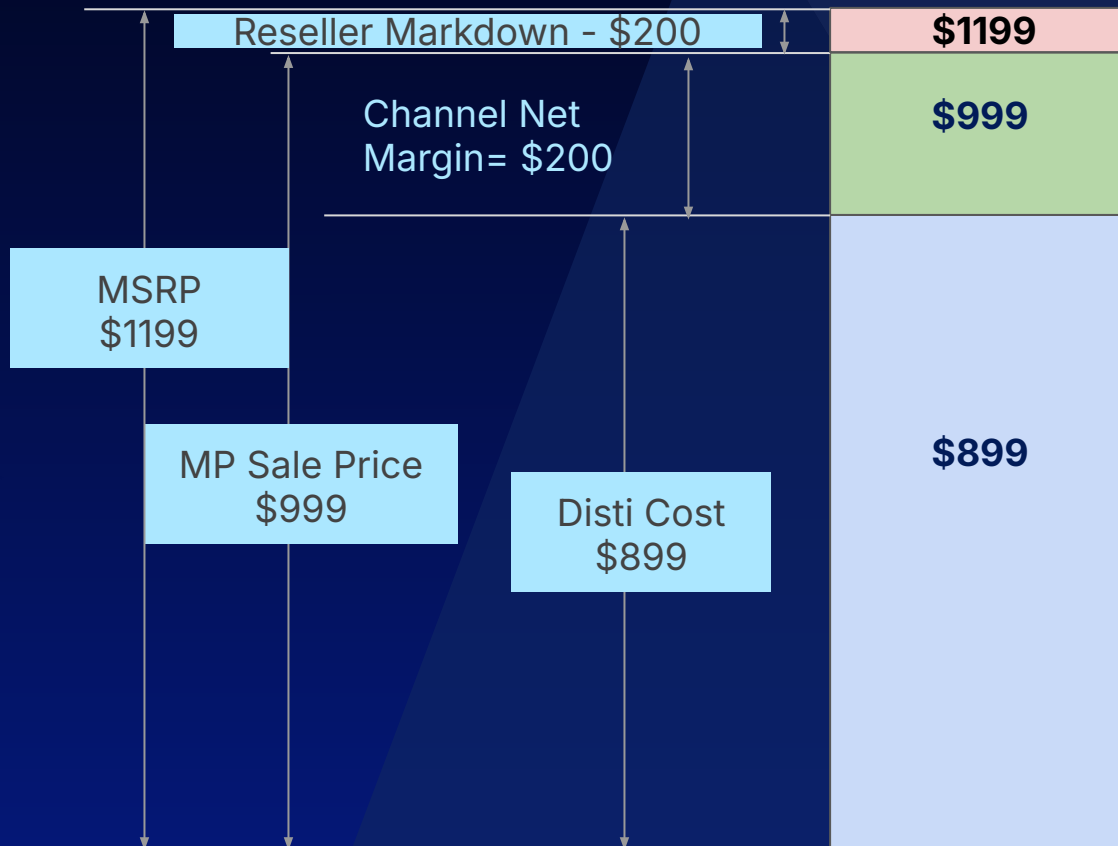 Reseller Markdown - $200
$1199
Channel Net
Margin= $200
$999
MSRP
$1199
MP Sale Price
$999
Disti Cost
$899
$899